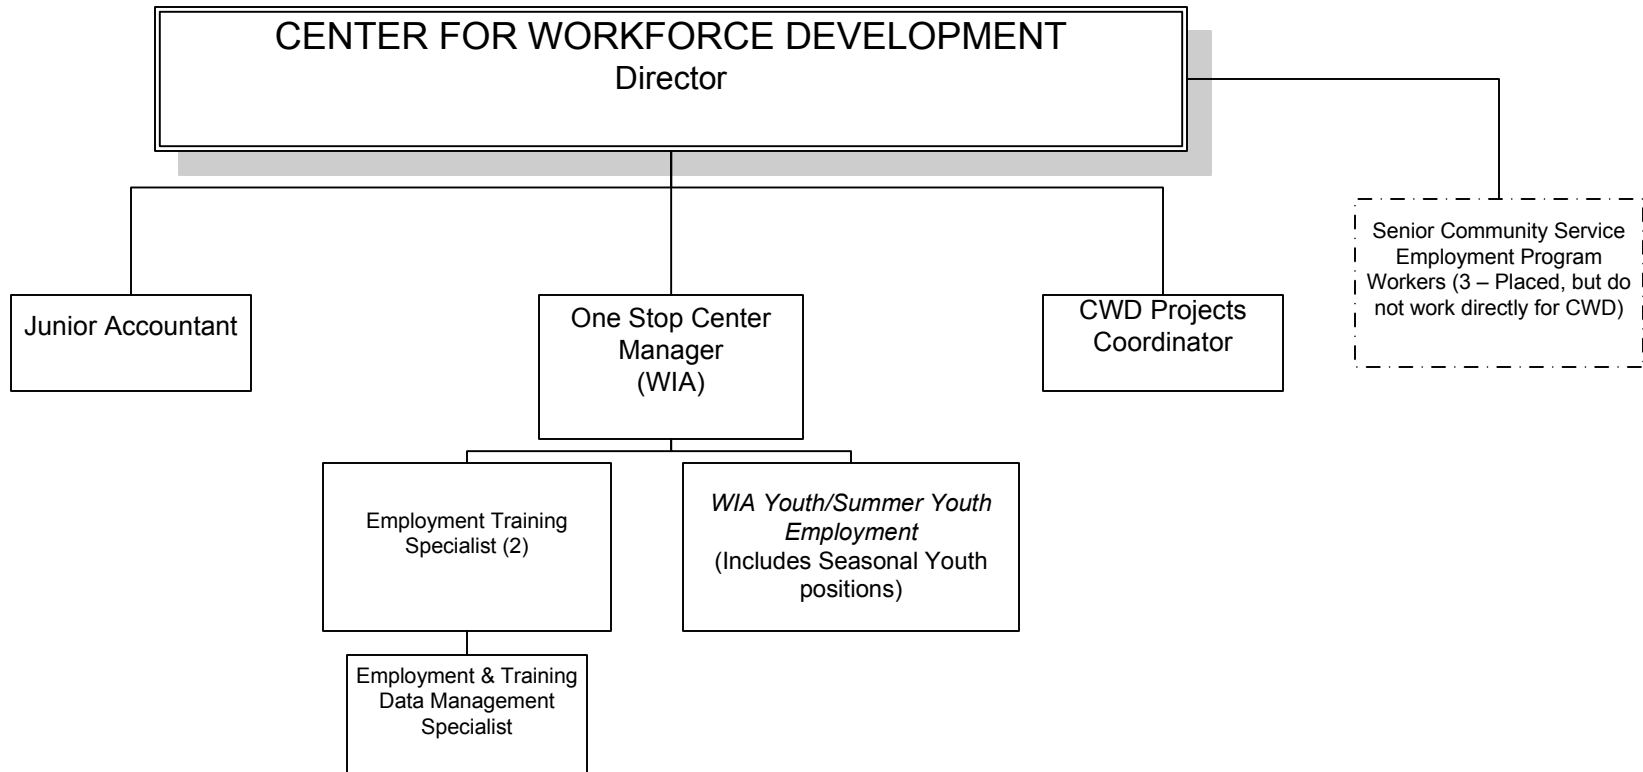 CENTER FOR WORKFORCE DEVELOPMENT
Director
Senior Community Service
Employment Program
Workers (3 – Placed, but do
not work directly for CWD)
Junior Accountant
One Stop Center
Manager
(WIA)
CWD Projects
Coordinator
Employment Training
Specialist (2)
WIA Youth/Summer Youth
Employment
(Includes Seasonal Youth
positions)
Employment & Training
Data Management
Specialist